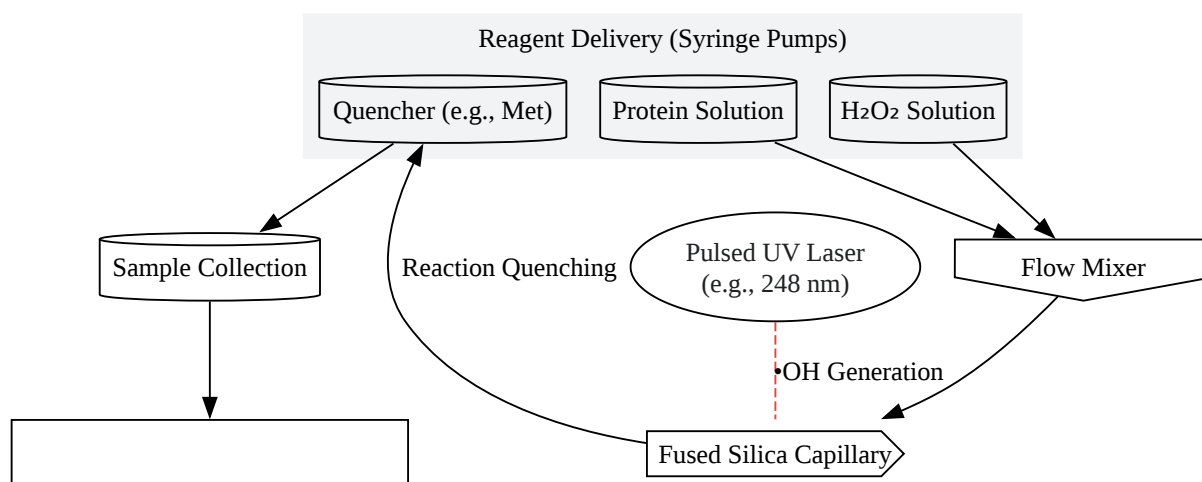 Reagent Delivery (Syringe Pumps)
Quencher (e.g., Met)
Protein Solution
H₂O₂ Solution
Sample Collection
Reaction Quenching
Pulsed UV Laser
(e.g., 248 nm)
Flow Mixer
•OH Generation
Fused Silica Capillary